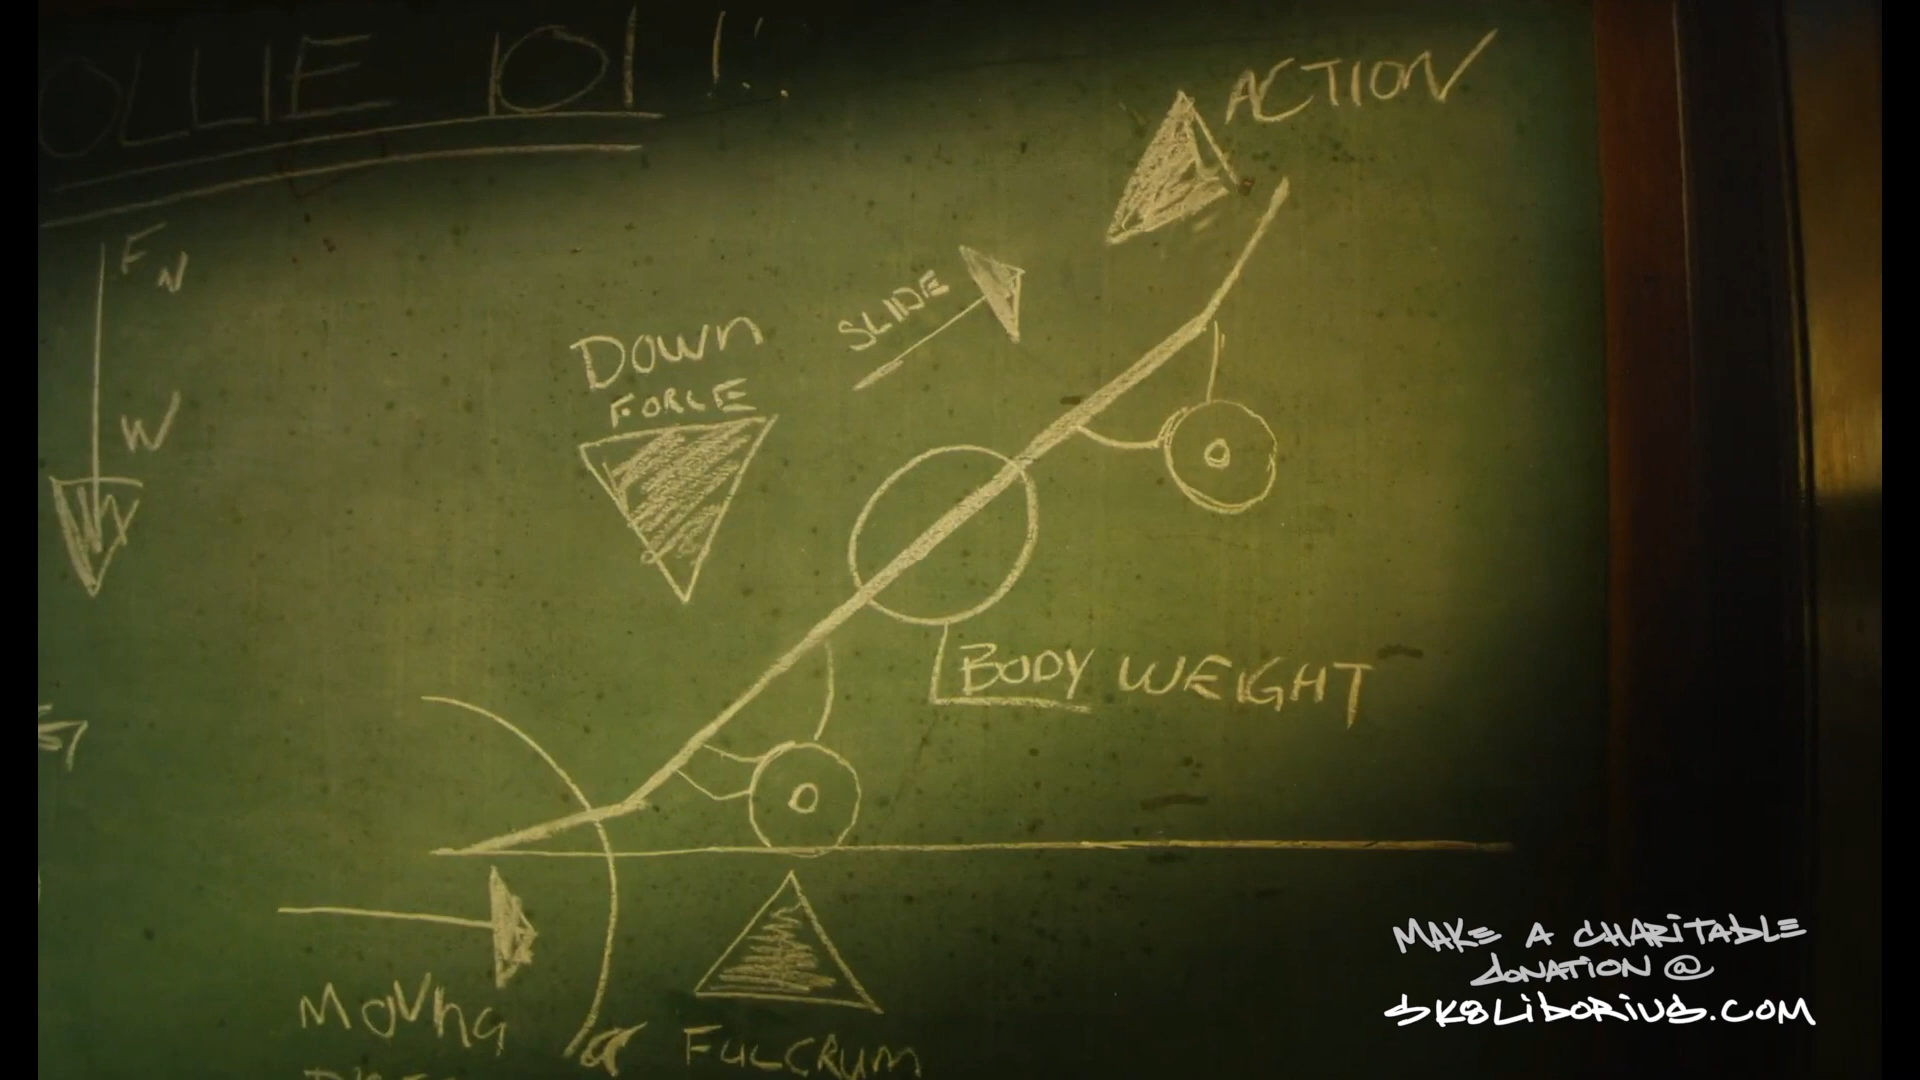 OLLIE 101!
ACTION
FN
SLIDE
DOWN
FORCE
W
BODY WEIGHT
MOVING
FULCRUM
MAKE A CHARITABLE
DONATION @
SK8LIBORIUS.COM